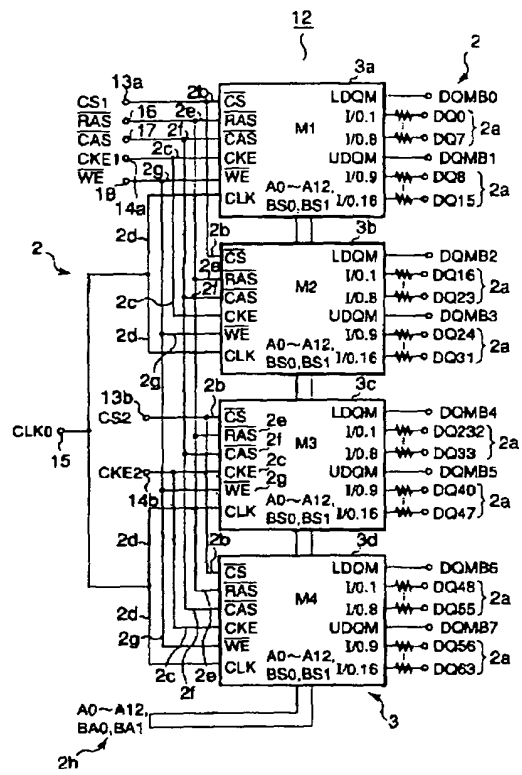 12
13a 2b 3a 2
CS1 CS LDQM DQMB0
RAS 16 2e RAS M1 I/0.1 DQ0
CAS 17 2f CAS I/0.8 DQ7 2a
CKE1 2c CKE UDQM DQMB1
WE 2g WE I/0.9 DQ8
18 CLK A0~A12, BS0, BS1 I/0.16 DQ15 2a
14a
2d 3b
2 2b CS LDQM DQMB2
2e RAS M2 I/0.1 DQ16
2f CAS I/0.8 DQ23 2a
2c CKE UDQM DQMB3
WE I/0.9 DQ24
2d 2g CLK A0~A12, BS0, BS1 I/0.16 DQ31 2a
13b 2b 3c
CS2 CS LDQM DQMB4
CLK0 RAS 2e M3 I/0.1 DQ232
15 CAS 2f I/0.8 DQ33 2a
CKE2 CKE 2c UDQM DQMB5
14b WE 2g I/0.9 DQ40
CLK A0~A12, BS0, BS1 I/0.16 DQ47 2a
2d 2b 3d
CS LDQM DQMB6
RAS M4 I/0.1 DQ48
2d CAS I/0.8 DQ55 2a
CKE UDQM DQMB7
2g WE I/0.9 DQ56
CLK A0~A12, BS0, BS1 I/0.16 DQ63 2a
2c 2f 2e 3
A0~A12,
BA0, BA1
2h